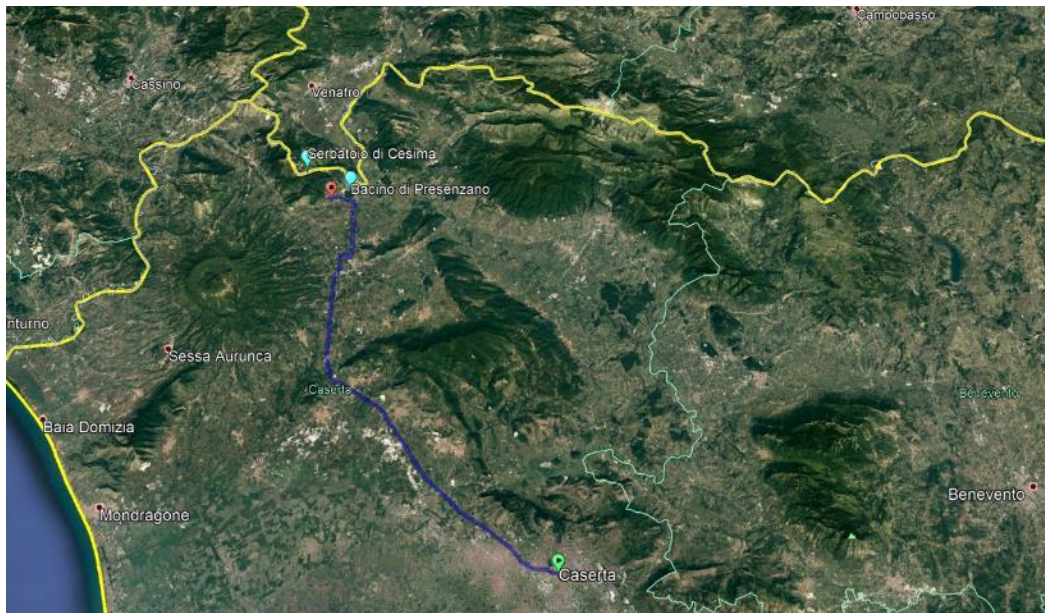 Campobasso
Cassino
Venafro
Serbatoio di Cesima
Bacino di Presenzano
nturno
Sessa Aurunca
Caserta
Benevento
Baia Domizia
Benevento
Mondragone
Caserta